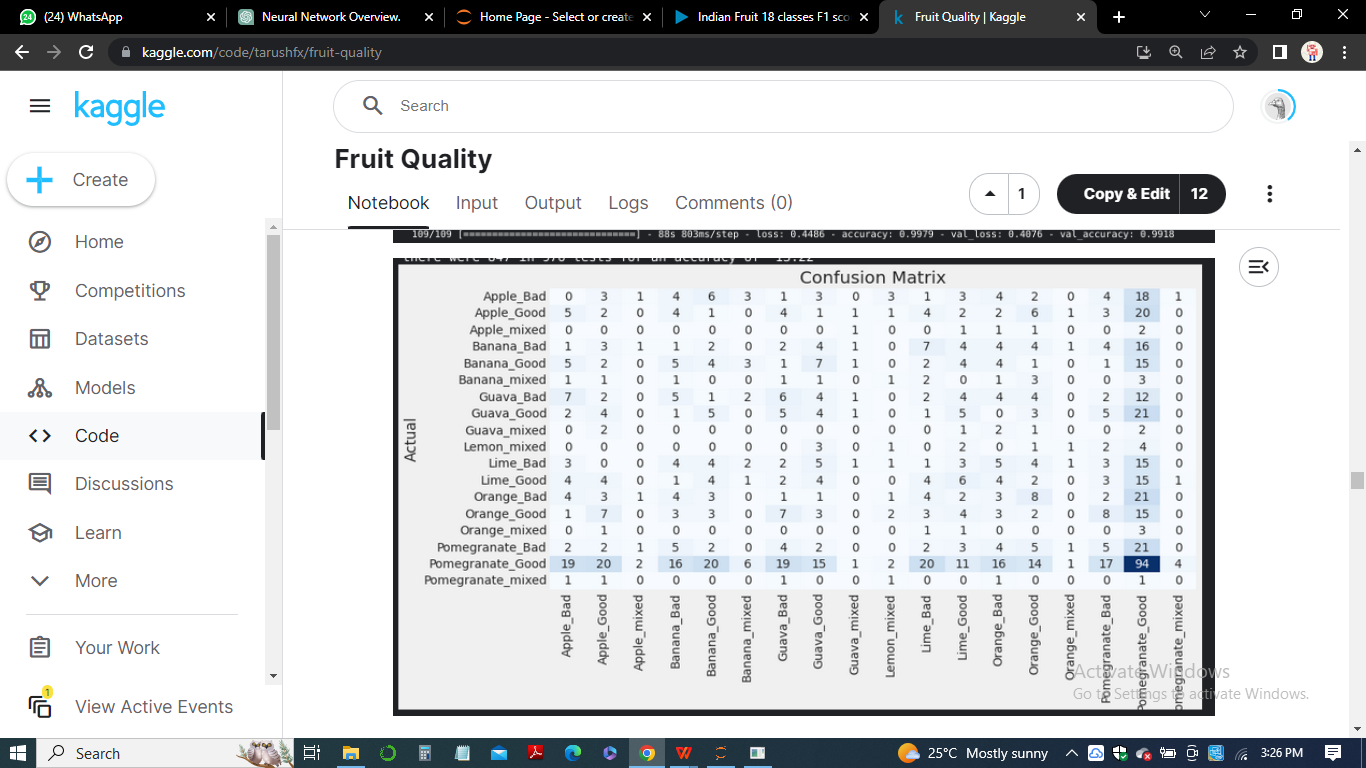 (24) WhatsApp
Neural Network Overview.
Home Page - Select or create
Indian Fruit 18 classes F1 sco
Fruit Quality | Kaggle
kaggle.com/code/tarushfx/fruit-quality
kaggle
Search
Create
Fruit Quality
Notebook Input Output Logs Comments (0)
1
Copy & Edit 12
Home
Competitions
Datasets
Models
Code
Discussions
Learn
More
Your Work
1
View Active Events
109/109 [==============================] - 88s 803ms/step - loss: 0.4486 - accuracy: 0.9979 - val_loss: 0.4076 - val_accuracy: 0.9918
Confusion Matrix
Actual
Apple_Bad 0 3 1 4 6 3 1 3 0 3 1 3 4 2 0 4 18 1
Apple_Good 5 2 0 4 1 0 4 1 1 1 4 2 2 6 1 3 20 0
Apple_mixed 0 0 0 0 0 0 0 0 1 0 0 1 1 1 0 0 2 0
Banana_Bad 1 3 1 1 2 0 2 4 1 0 7 4 4 4 1 4 16 0
Banana_Good 5 2 0 5 4 3 1 7 1 0 2 4 4 1 0 1 15 0
Banana_mixed 1 1 0 1 0 0 1 1 0 1 2 0 1 3 0 0 3 0
Guava_Bad 7 2 0 5 1 2 6 4 1 0 2 4 4 4 0 2 12 0
Guava_Good 2 4 0 1 5 0 5 4 1 0 1 5 0 3 0 5 21 0
Guava_mixed 0 2 0 0 0 0 0 0 0 0 0 1 2 1 0 0 2 0
Lemon_mixed 0 0 0 0 0 0 0 3 0 1 0 2 0 1 1 2 4 0
Lime_Bad 3 0 0 4 4 2 2 5 1 1 1 3 5 4 1 3 15 0
Lime_Good 4 4 0 1 4 1 2 4 0 0 4 6 4 2 0 3 15 1
Orange_Bad 4 3 1 4 3 0 1 1 0 1 4 2 3 8 0 2 21 0
Orange_Good 1 7 0 3 3 0 7 3 0 2 3 4 3 2 0 8 15 0
Orange_mixed 0 1 0 0 0 0 0 0 0 0 1 1 0 0 0 0 3 0
Pomegranate_Bad 2 2 1 5 2 0 4 2 0 0 2 3 4 5 1 5 21 0
Pomegranate_Good 19 20 2 16 20 6 19 15 1 2 20 11 16 14 1 17 94 4
Pomegranate_mixed 1 1 0 0 0 0 1 0 0 1 0 0 1 0 0 0 1 0
Apple_Bad
Apple_Good
Apple_mixed
Banana_Bad
Banana_Good
Banana_mixed
Guava_Bad
Guava_Good
Guava_mixed
Lemon_mixed
Lime_Bad
Lime_Good
Orange_Bad
Orange_Good
Orange_mixed
Pomegranate_Bad
Pomegranate_Good
Pomegranate_mixed
Activate Windows
Go to Settings to activate Windows.
Search
25°C Mostly sunny
3:26 PM